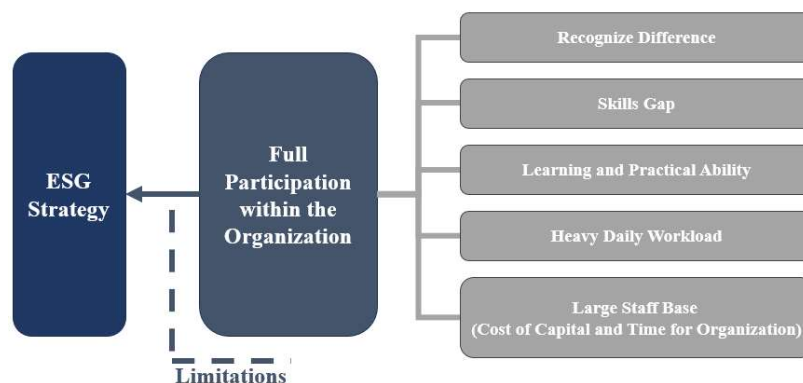 ESG
Strategy
Full
Participation
within the
Organization
Limitations
Recognize Difference
Skills Gap
Learning and Practical Ability
Heavy Daily Workload
Large Staff Base
(Cost of Capital and Time for Organization)